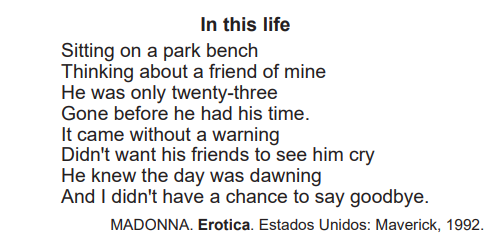 In this life
Sitting on a park bench
Thinking about a friend of mine
He was only twenty-three
Gone before he had his time.
It came without a warning
Didn't want his friends to see him cry
He knew the day was dawning
And I didn't have a chance to say goodbye.
MADONNA. Erotica. Estados Unidos: Maverick, 1992.